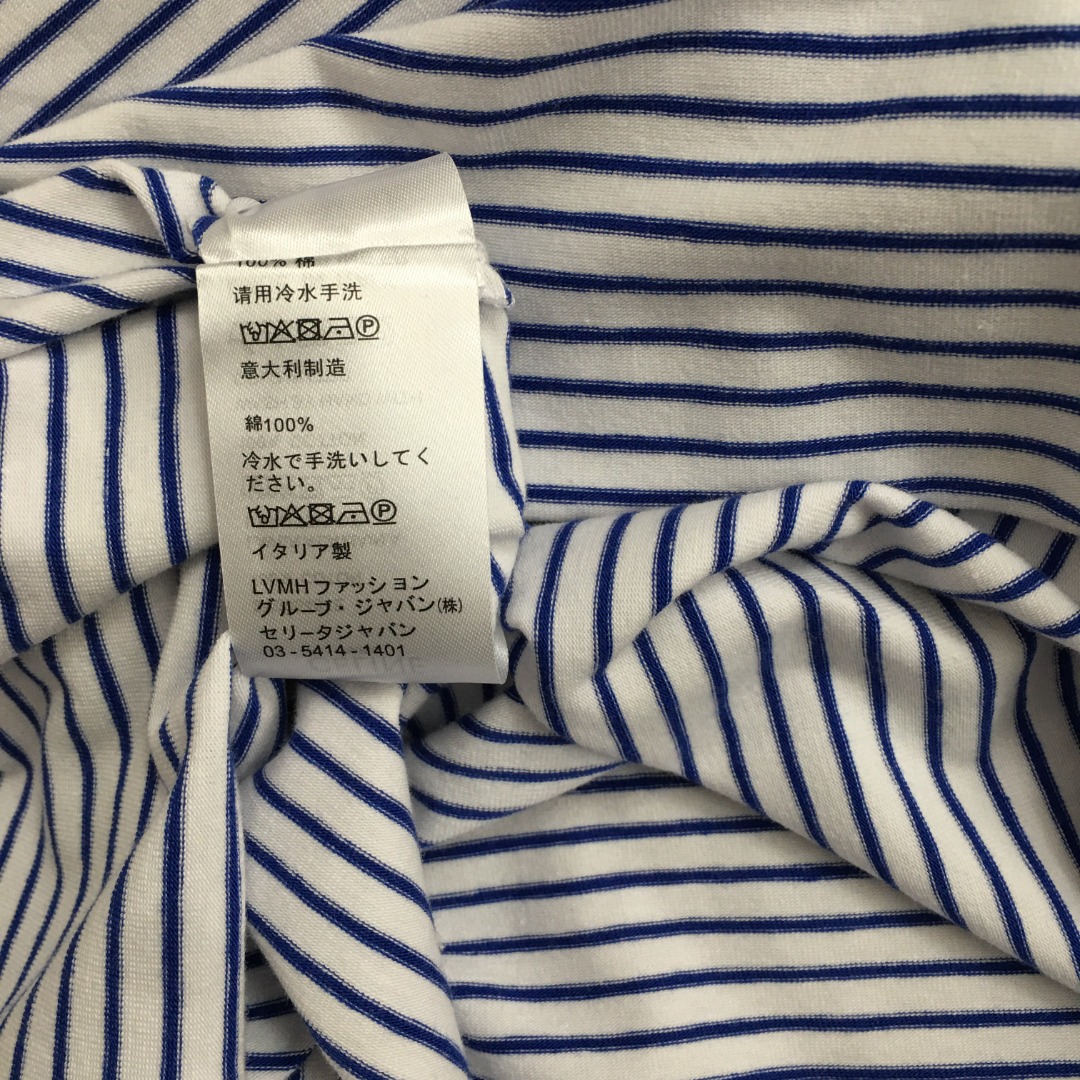 100% 棉
请用冷水手洗
意大利制造
綿100%
冷水で手洗いしてく
ださい。
イタリア製
LVMHファッション
グループ・ジャパン(株)
セリータジャパン
03-5414-1401